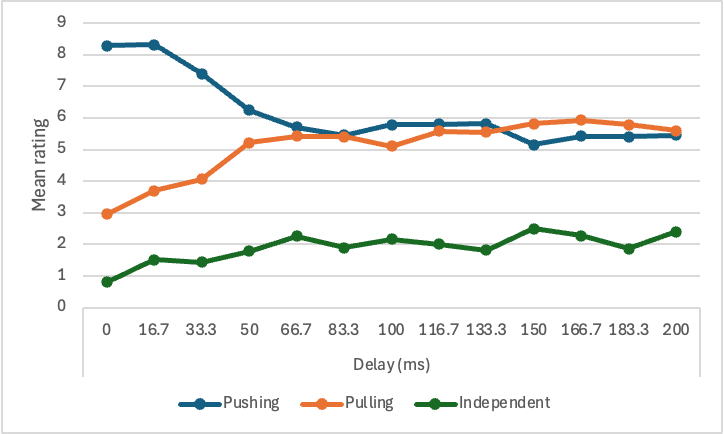 9
8
7
6
5
4
3
2
1
0
Mean rating
0 16.7 33.3 50 66.7 83.3 100 116.7 133.3 150 166.7 183.3 200
Delay (ms)
Pushing Pulling Independent